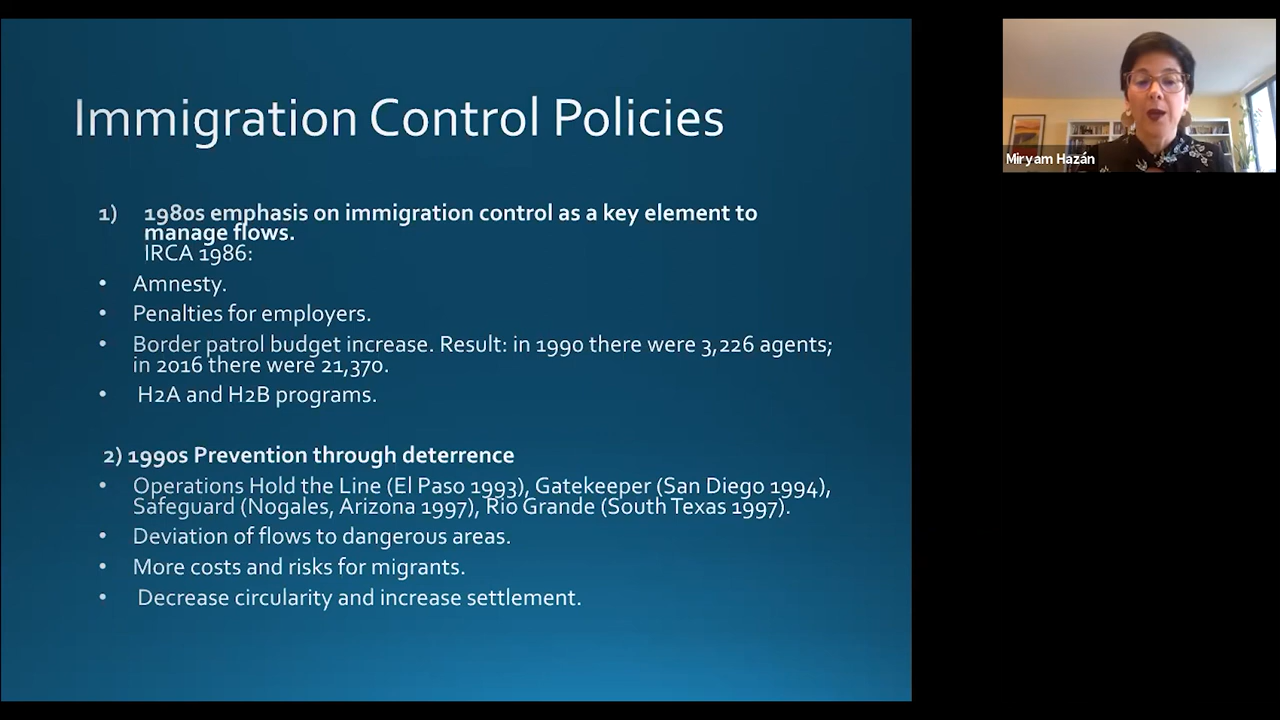 Immigration Control Policies
1) 1980s emphasis on immigration control as a key element to
manage flows.
IRCA 1986:
• Amnesty.
• Penalties for employers.
• Border patrol budget increase. Result: in 1990 there were 3,226 agents;
in 2016 there were 21,370.
• H2A and H2B programs.
2) 1990s Prevention through deterrence
• Operations Hold the Line (El Paso 1993), Gatekeeper (San Diego 1994),
Safeguard (Nogales, Arizona 1997), Rio Grande (South Texas 1997).
• Deviation of flows to dangerous areas.
• More costs and risks for migrants.
• Decrease circularity and increase settlement.
Miryam Hazán